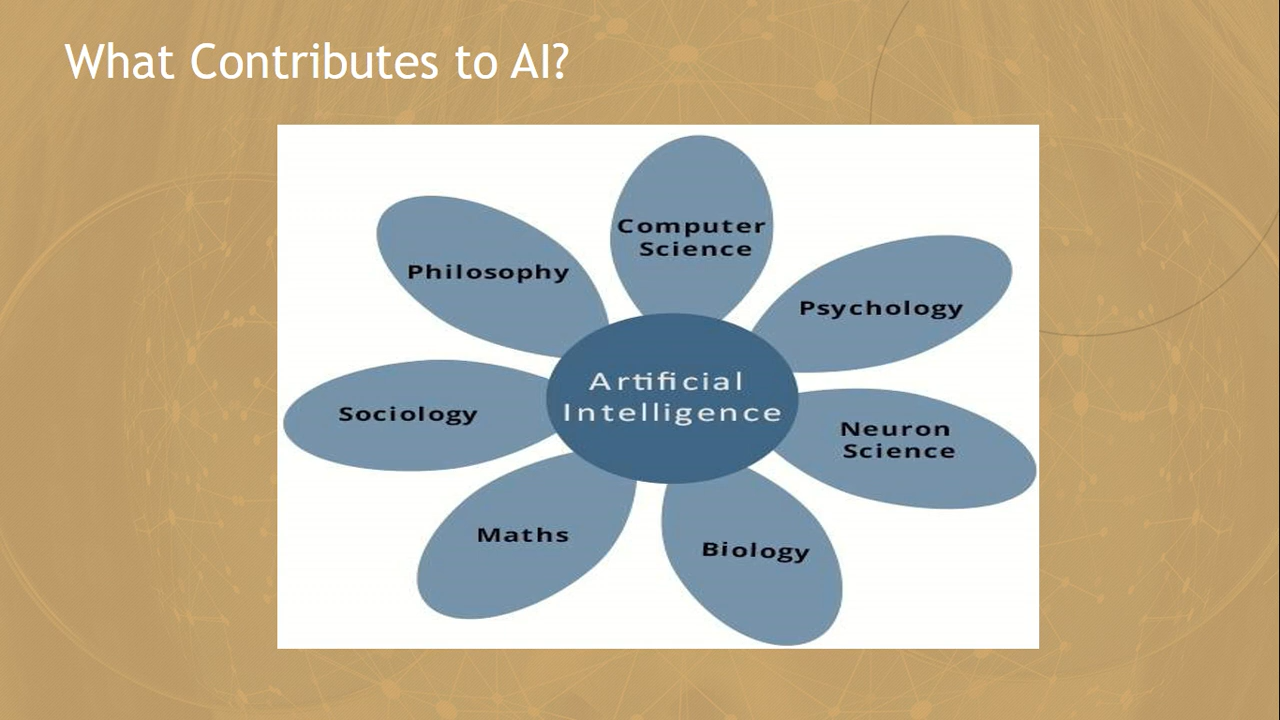 What Contributes to AI?
Computer
Science
Philosophy
Psychology
Artificial
Intelligence
Sociology
Neuron
Science
Maths
Biology